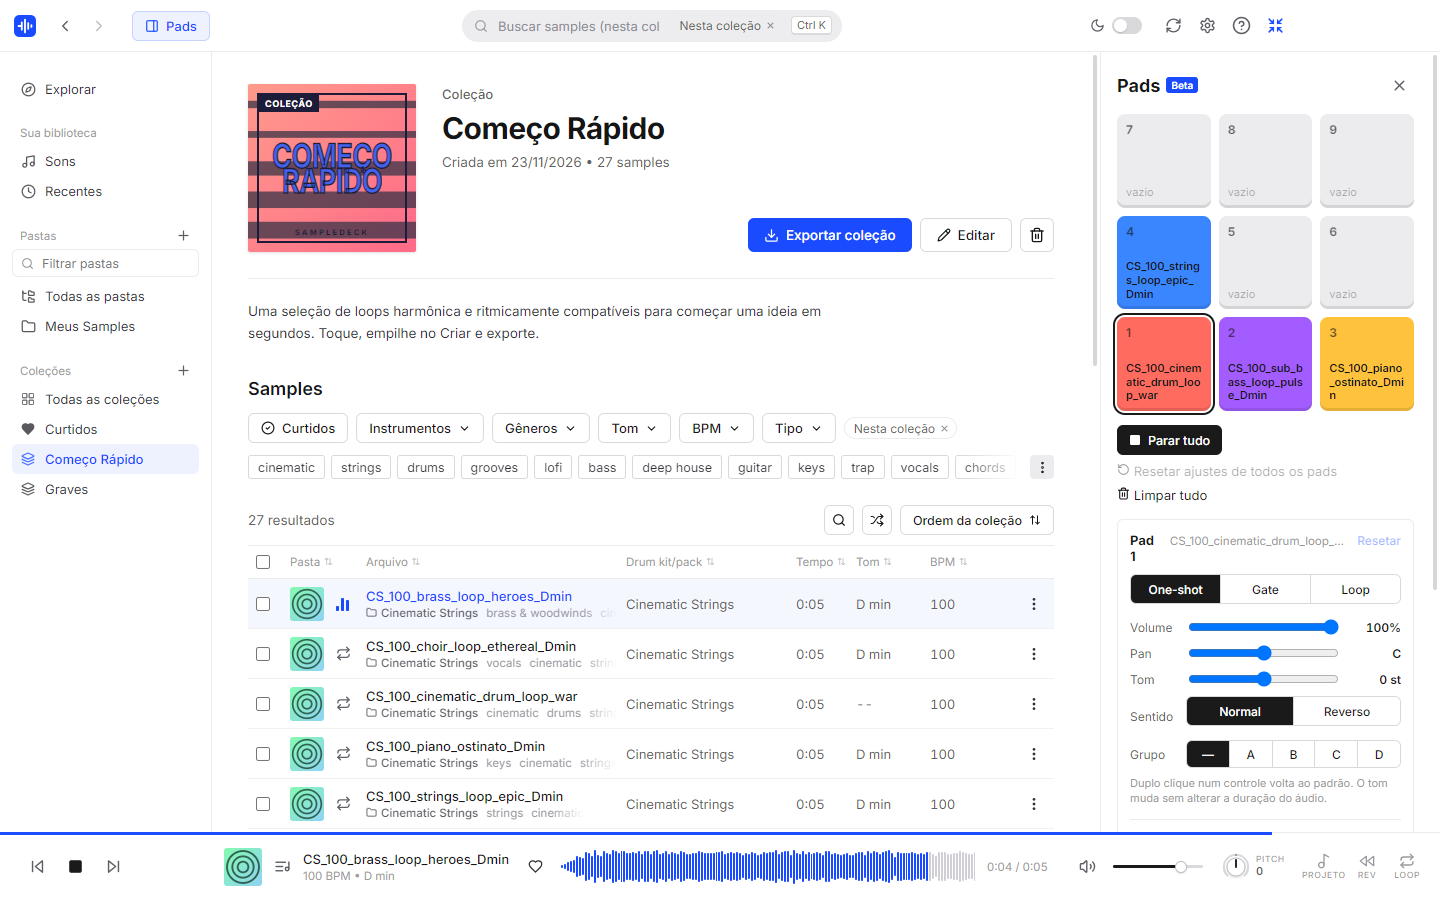 Pads
Buscar samples (nesta col
Nesta coleção ×
Ctrl K
Explorar
Sua biblioteca
Sons
Recentes
Pastas
Filtrar pastas
Todas as pastas
Meus Samples
Coleções
Todas as coleções
Curtidos
Começo Rápido
Graves
COLEÇÃO
COMEÇO
RÁPIDO
SAMPLEDECK
Coleção
Começo Rápido
Criada em 23/11/2026 • 27 samples
Exportar coleção
Editar
Uma seleção de loops harmônica e ritmicamente compatíveis para começar uma ideia em
segundos. Toque, empilhe no Criar e exporte.
Samples
Curtidos
Instrumentos
Gêneros
Tom
BPM
Tipo
Nesta coleção ×
cinematic strings drums grooves lofi bass deep house guitar keys trap vocals chords
27 resultados
Ordem da coleção
Pasta Arquivo Drum kit/pack Tempo Tom BPM
CS_100_brass_loop_heroes_Dmin
Cinematic Strings brass & woodwinds cin
Cinematic Strings 0:05 D min 100
CS_100_choir_loop_ethereal_Dmin
Cinematic Strings vocals cinematic strin
Cinematic Strings 0:05 D min 100
CS_100_cinematic_drum_loop_war
Cinematic Strings cinematic drums strin
Cinematic Strings 0:05 -- 100
CS_100_piano_ostinato_Dmin
Cinematic Strings keys cinematic string
Cinematic Strings 0:05 D min 100
CS_100_strings_loop_epic_Dmin
Cinematic Strings strings cinemati
Cinematic Strings 0:05 D min 100
Pads Beta
7
vazio
8
vazio
9
vazio
4
CS_100_string
s_loop_epic_
Dmin
5
vazio
6
vazio
1
CS_100_cinem
atic_drum_loo
p_war
2
CS_100_sub_b
ass_loop_puls
e_Dmin
3
CS_100_piano
_ostinato_Dmi
n
Parar tudo
Resetar ajustes de todos os pads
Limpar tudo
Pad
1
CS_100_cinematic_drum_loop_...
Resetar
One-shot Gate Loop
Volume 100%
Pan C
Tom 0 st
Sentido Normal Reverso
Grupo — A B C D
Duplo clique num controle volta ao padrão. O tom
muda sem alterar a duração do áudio.
CS_100_brass_loop_heroes_Dmin
100 BPM • D min
0:04 / 0:05
PITCH
0
PROJETO
REV
LOOP